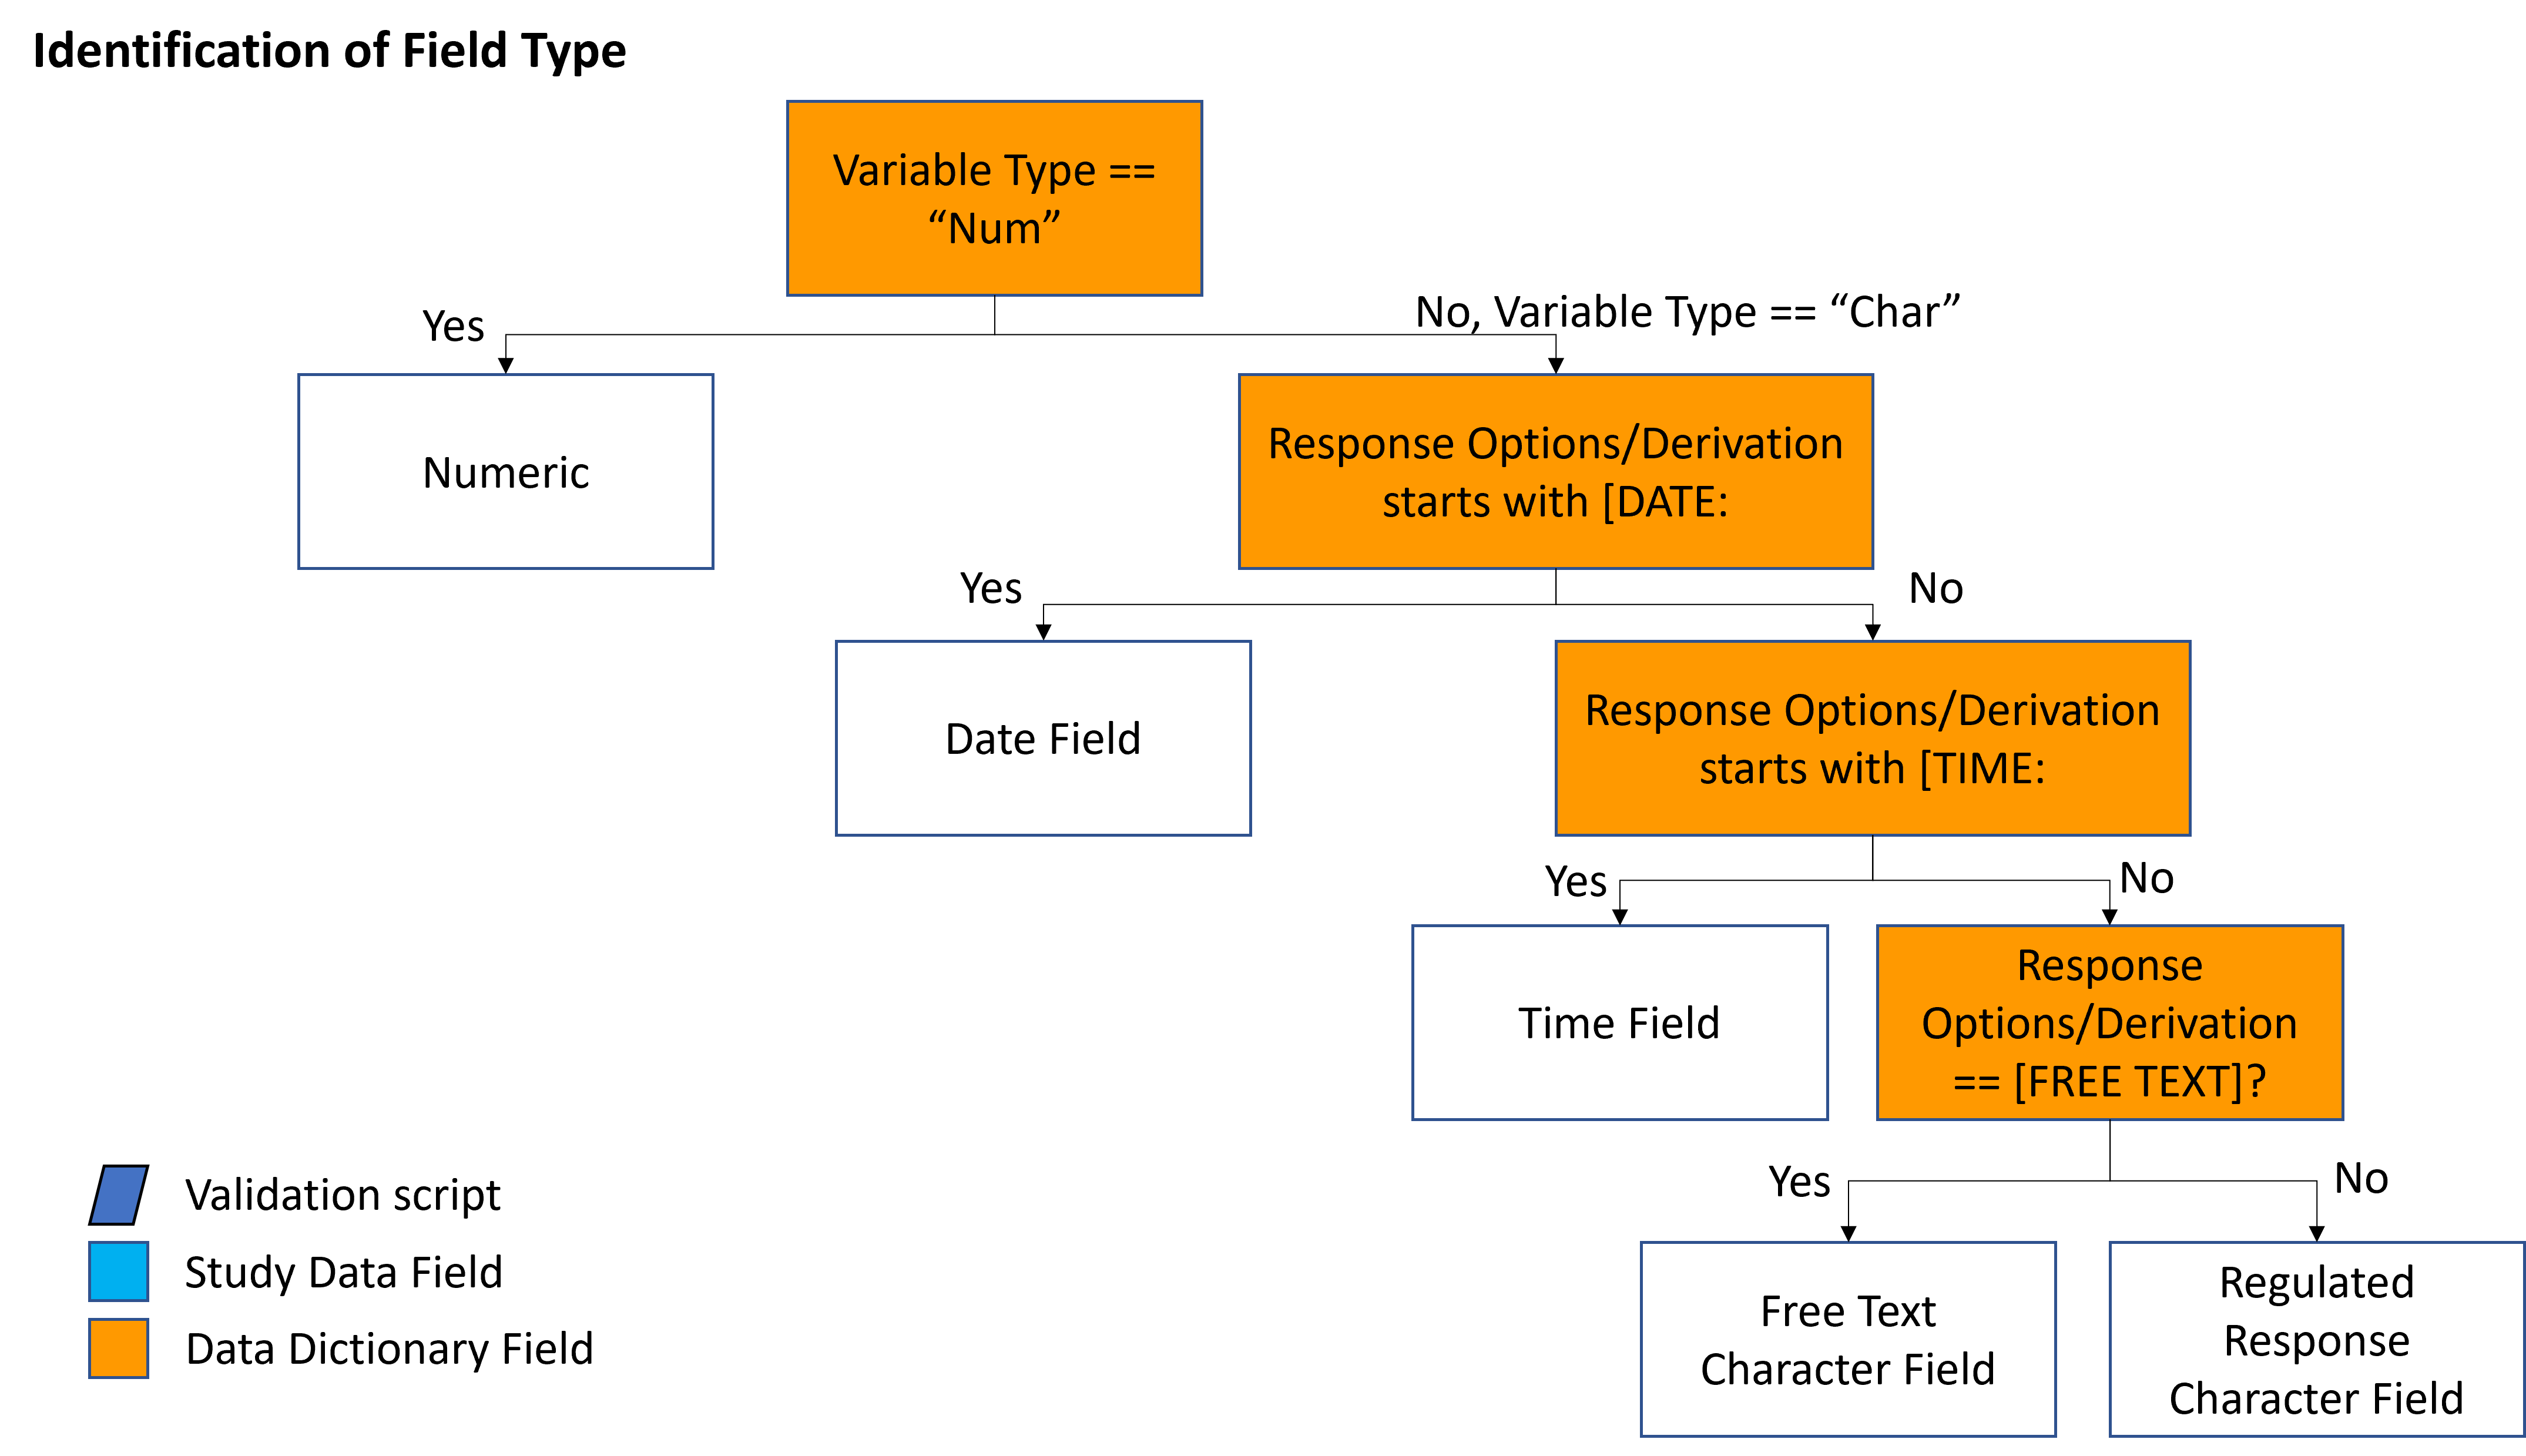 Identification of Field Type
Variable Type ==
“Num”
Yes
No, Variable Type == “Char”
Numeric
Response Options/Derivation
starts with [DATE:
Yes
No
Date Field
Response Options/Derivation
starts with [TIME:
Yes
No
Time Field
Response
Options/Derivation
== [FREE TEXT]?
Yes
No
Free Text
Character Field
Regulated
Response
Character Field
Validation script
Study Data Field
Data Dictionary Field